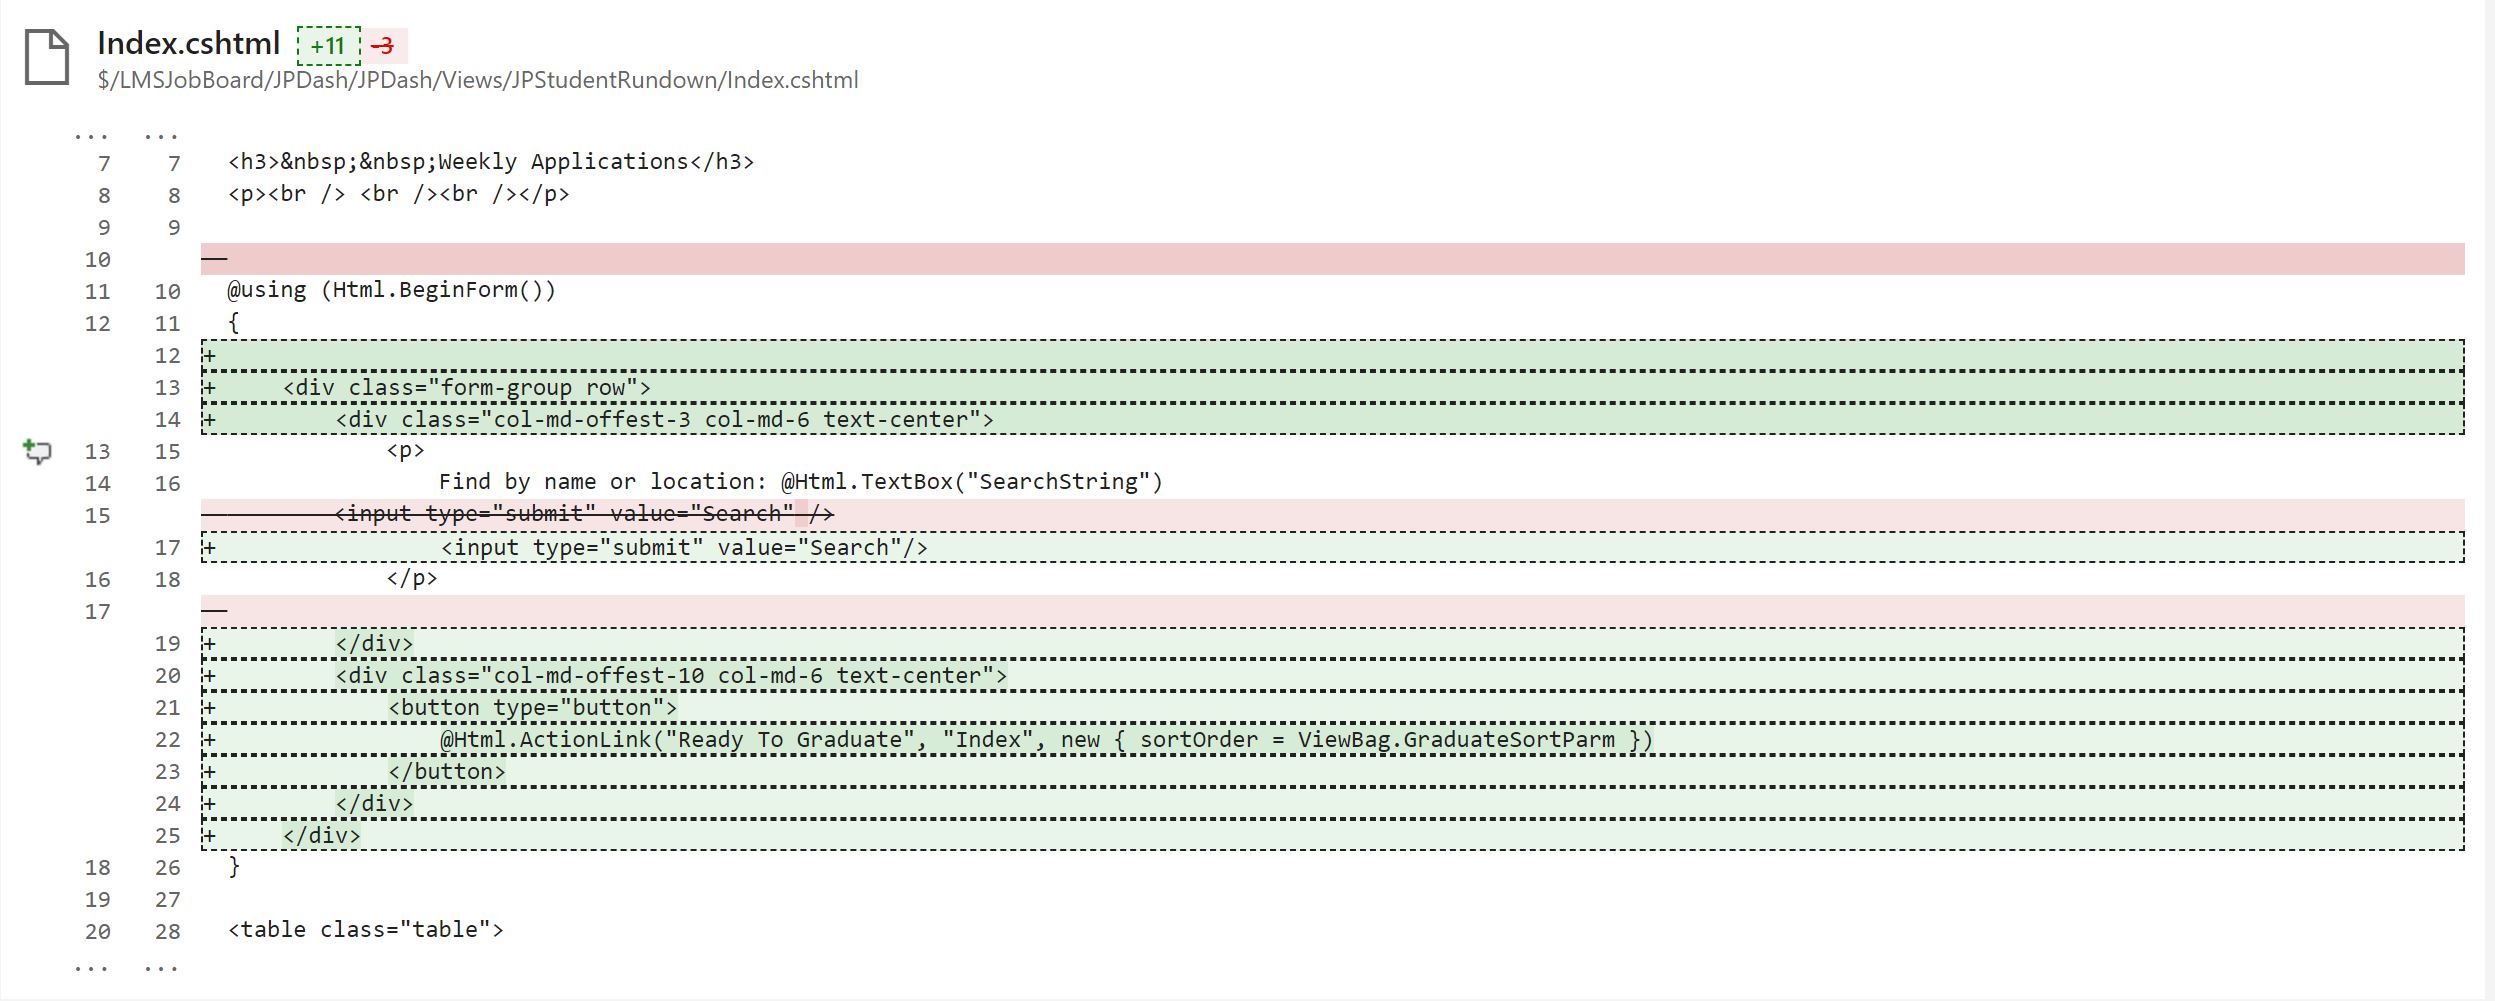 Index.cshtml +11 -3
$/LMSJobBoard/JPDash/JPDash/Views/JPStudentRundown/Index.cshtml
... ...
7 7 <h3>&nbsp;&nbsp;Weekly Applications</h3>
8 8 <p><br /> <br /><br /></p>
9 9
10 —
11 10 @using (Html.BeginForm())
12 11 {
12 +
13 + <div class="form-group row">
14 + <div class="col-md-offest-3 col-md-6 text-center">
13 15 <p>
14 16 Find by name or location: @Html.TextBox("SearchString")
15 — <input type="submit" value="Search" />
17 + <input type="submit" value="Search"/>
16 18 </p>
17 —
19 + </div>
20 + <div class="col-md-offest-10 col-md-6 text-center">
21 + <button type="button">
22 + @Html.ActionLink("Ready To Graduate", "Index", new { sortOrder = ViewBag.GraduateSortParm })
23 + </button>
24 + </div>
25 + </div>
18 26 }
19 27
20 28 <table class="table">
... ...